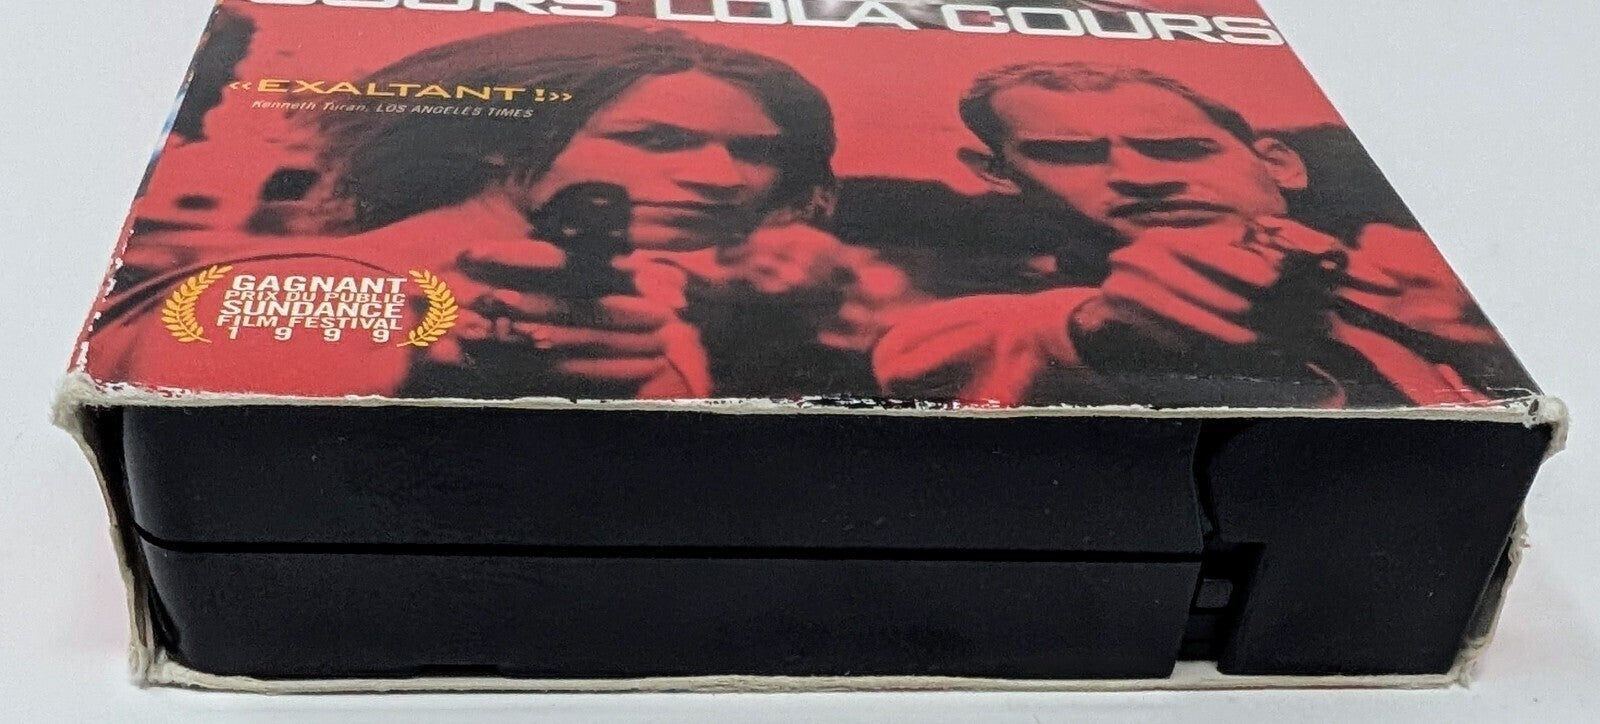 COURS LOLA COURS
«EXALTANT!»
Kenneth Turan, LOS ANGELES TIMES
GAGNANT
PRIX DU PUBLIC
SUNDANCE
FILM FESTIVAL
1999